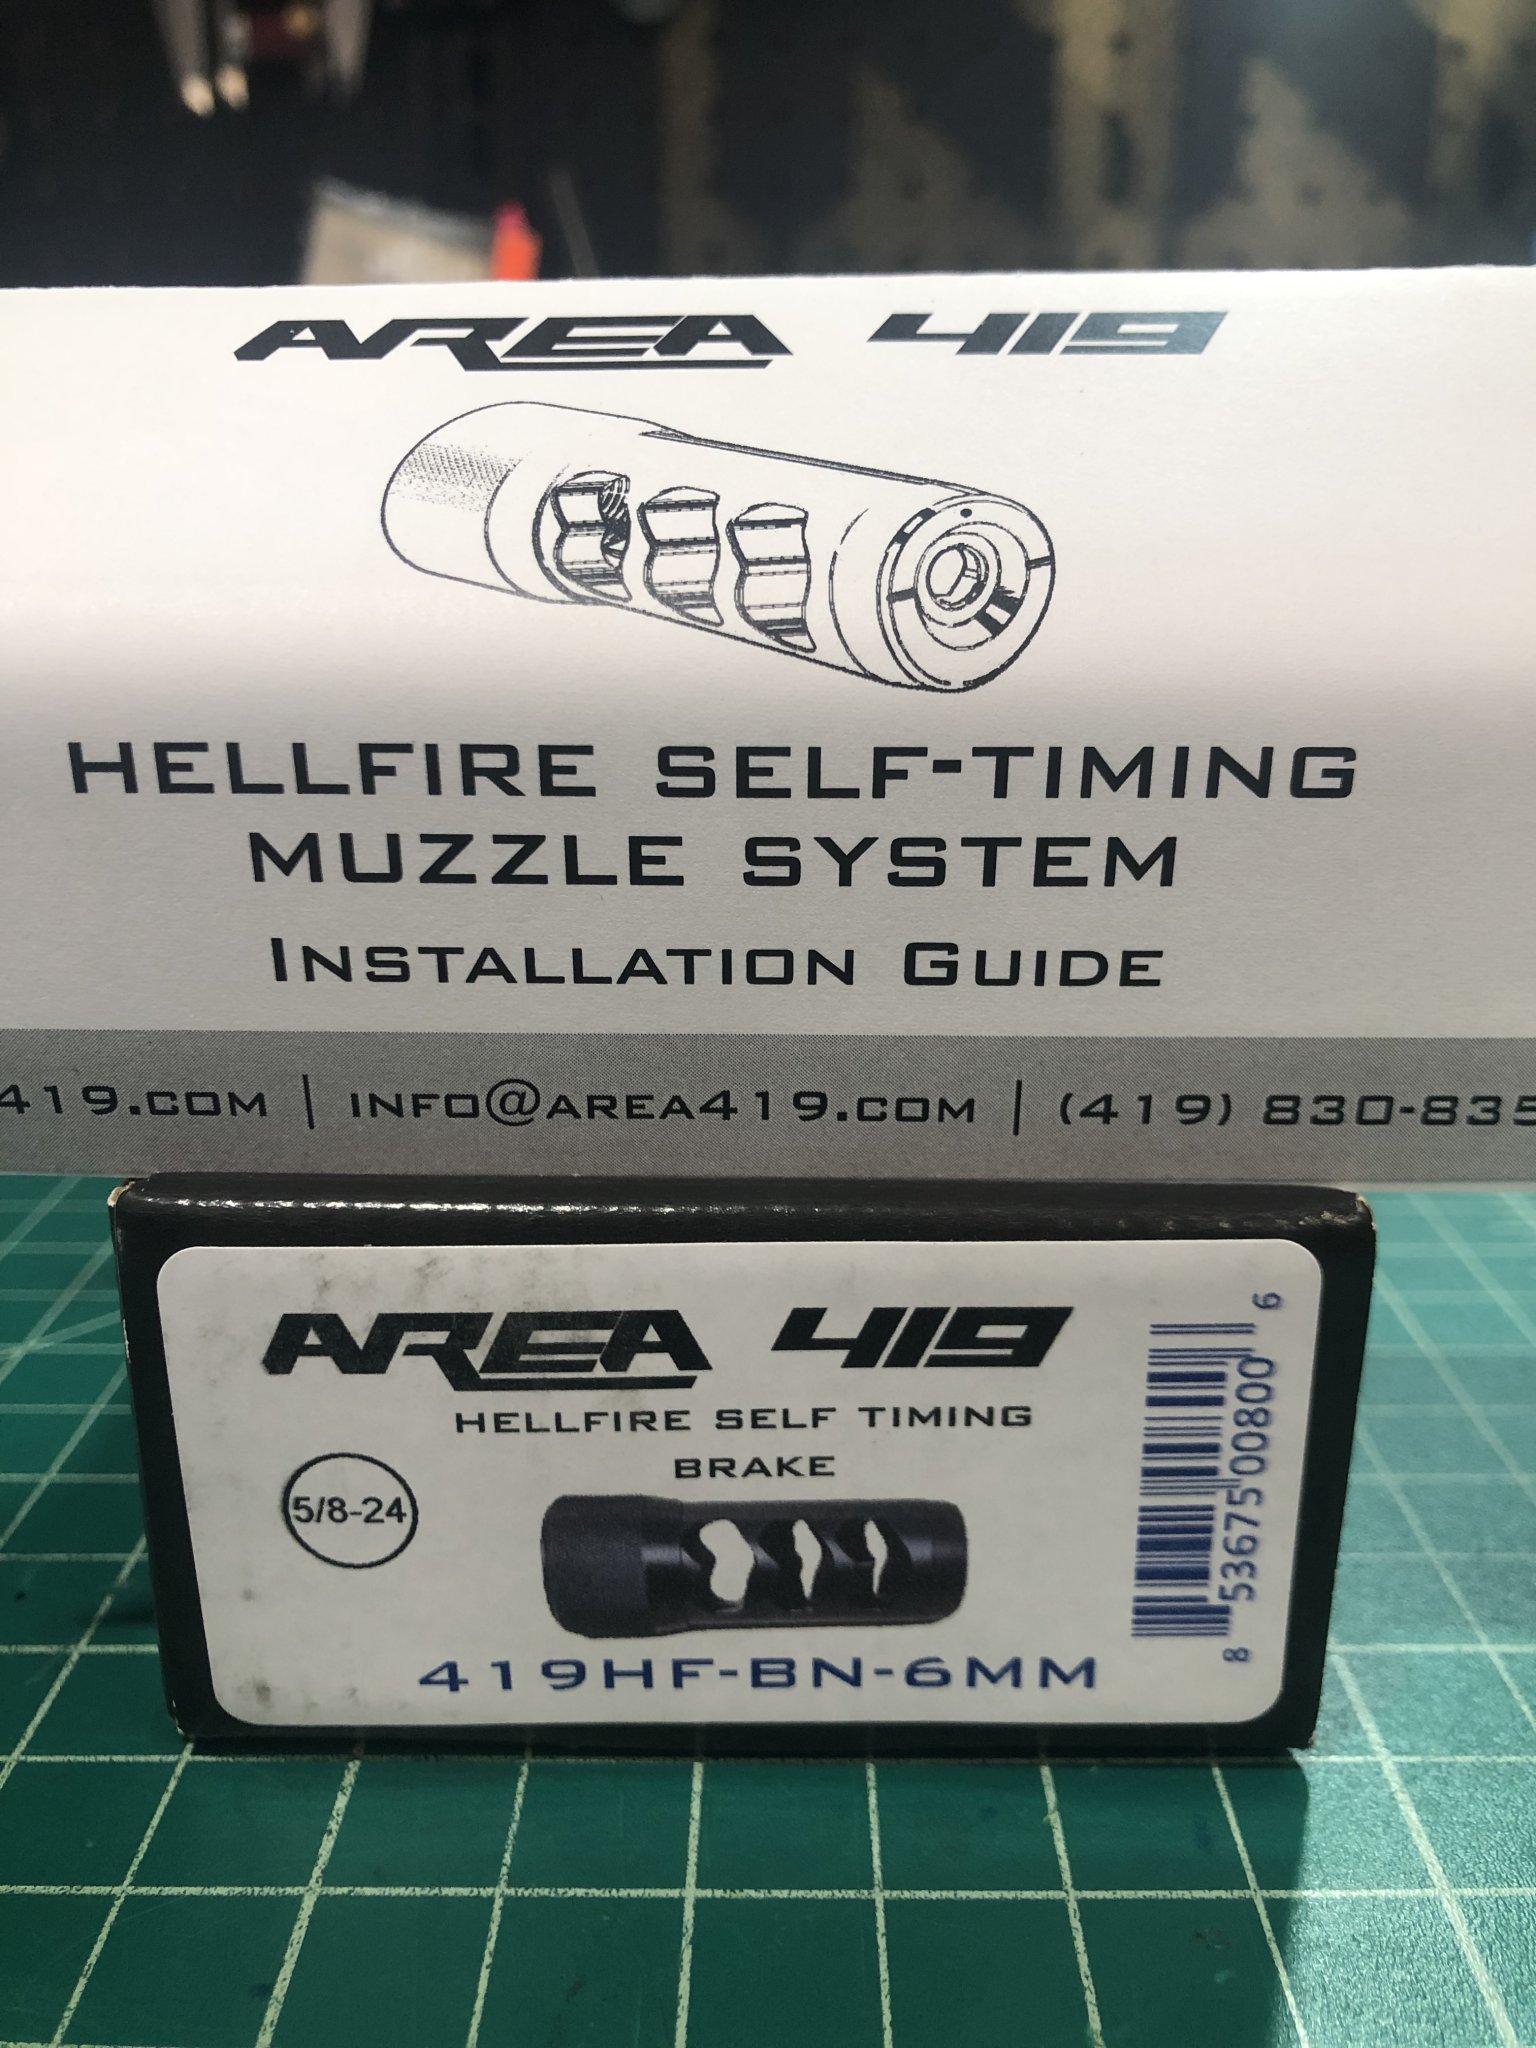 AREA 419
HELLFIRE SELF-TIMING
MUZZLE SYSTEM
INSTALLATION GUIDE
419.COM | INFO@AREA419.COM | (419) 830-835
AREA 419
HELLFIRE SELF TIMING
BRAKE
5/8-24
419HF-BN-6MM
8 53675 00800 6